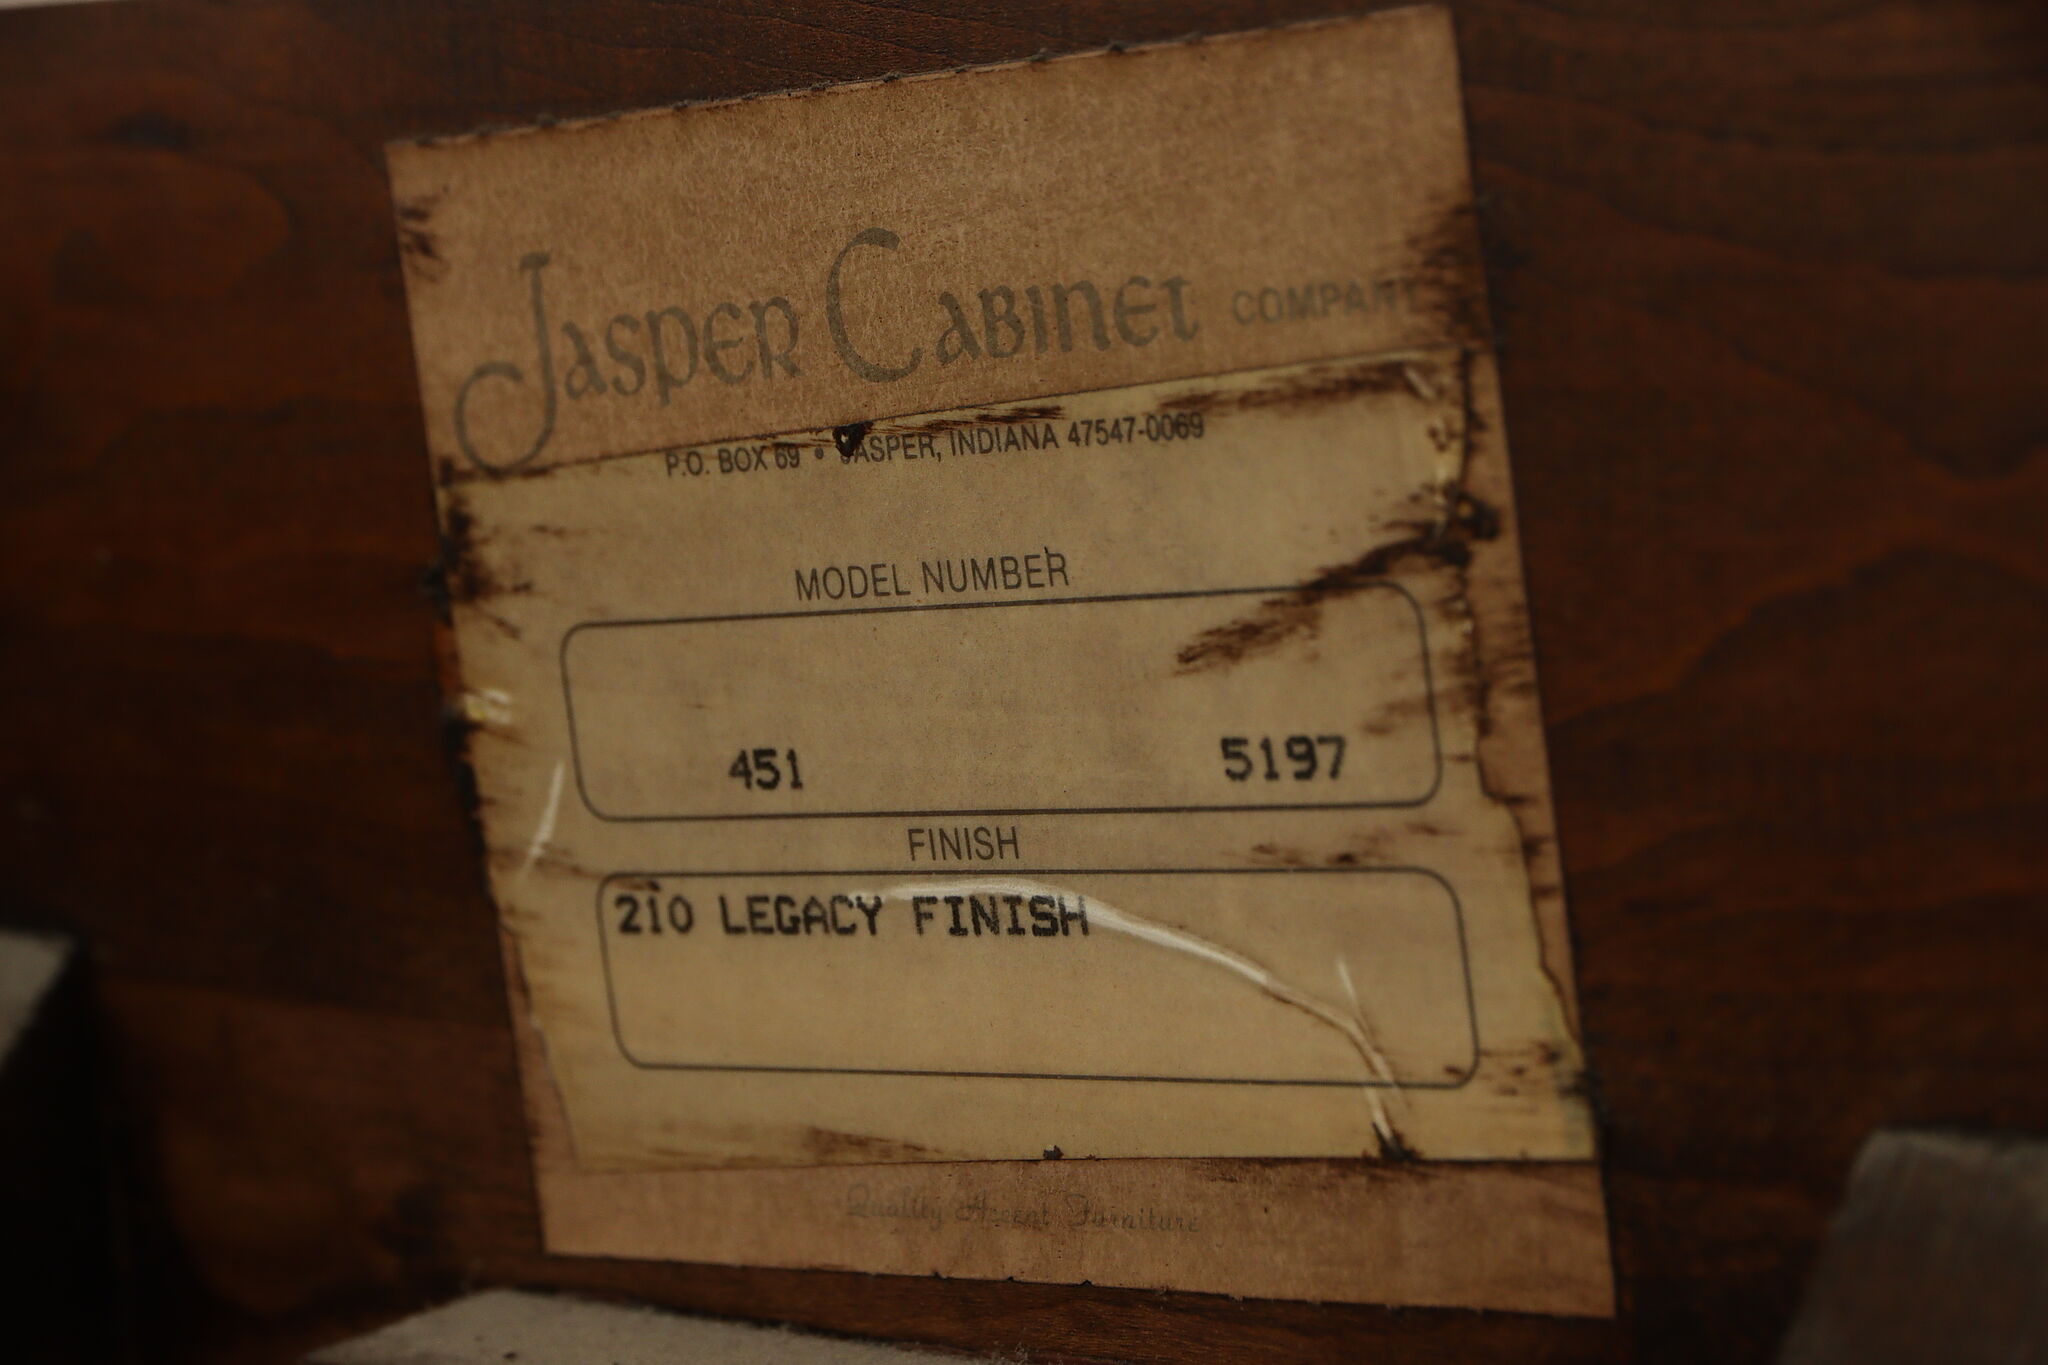 Jasper Cabinet COMPANY
P.O. BOX 69 • JASPER, INDIANA 47547-0069
MODEL NUMBER
451 5197
FINISH
210 LEGACY FINISH
Quality Accent Furniture